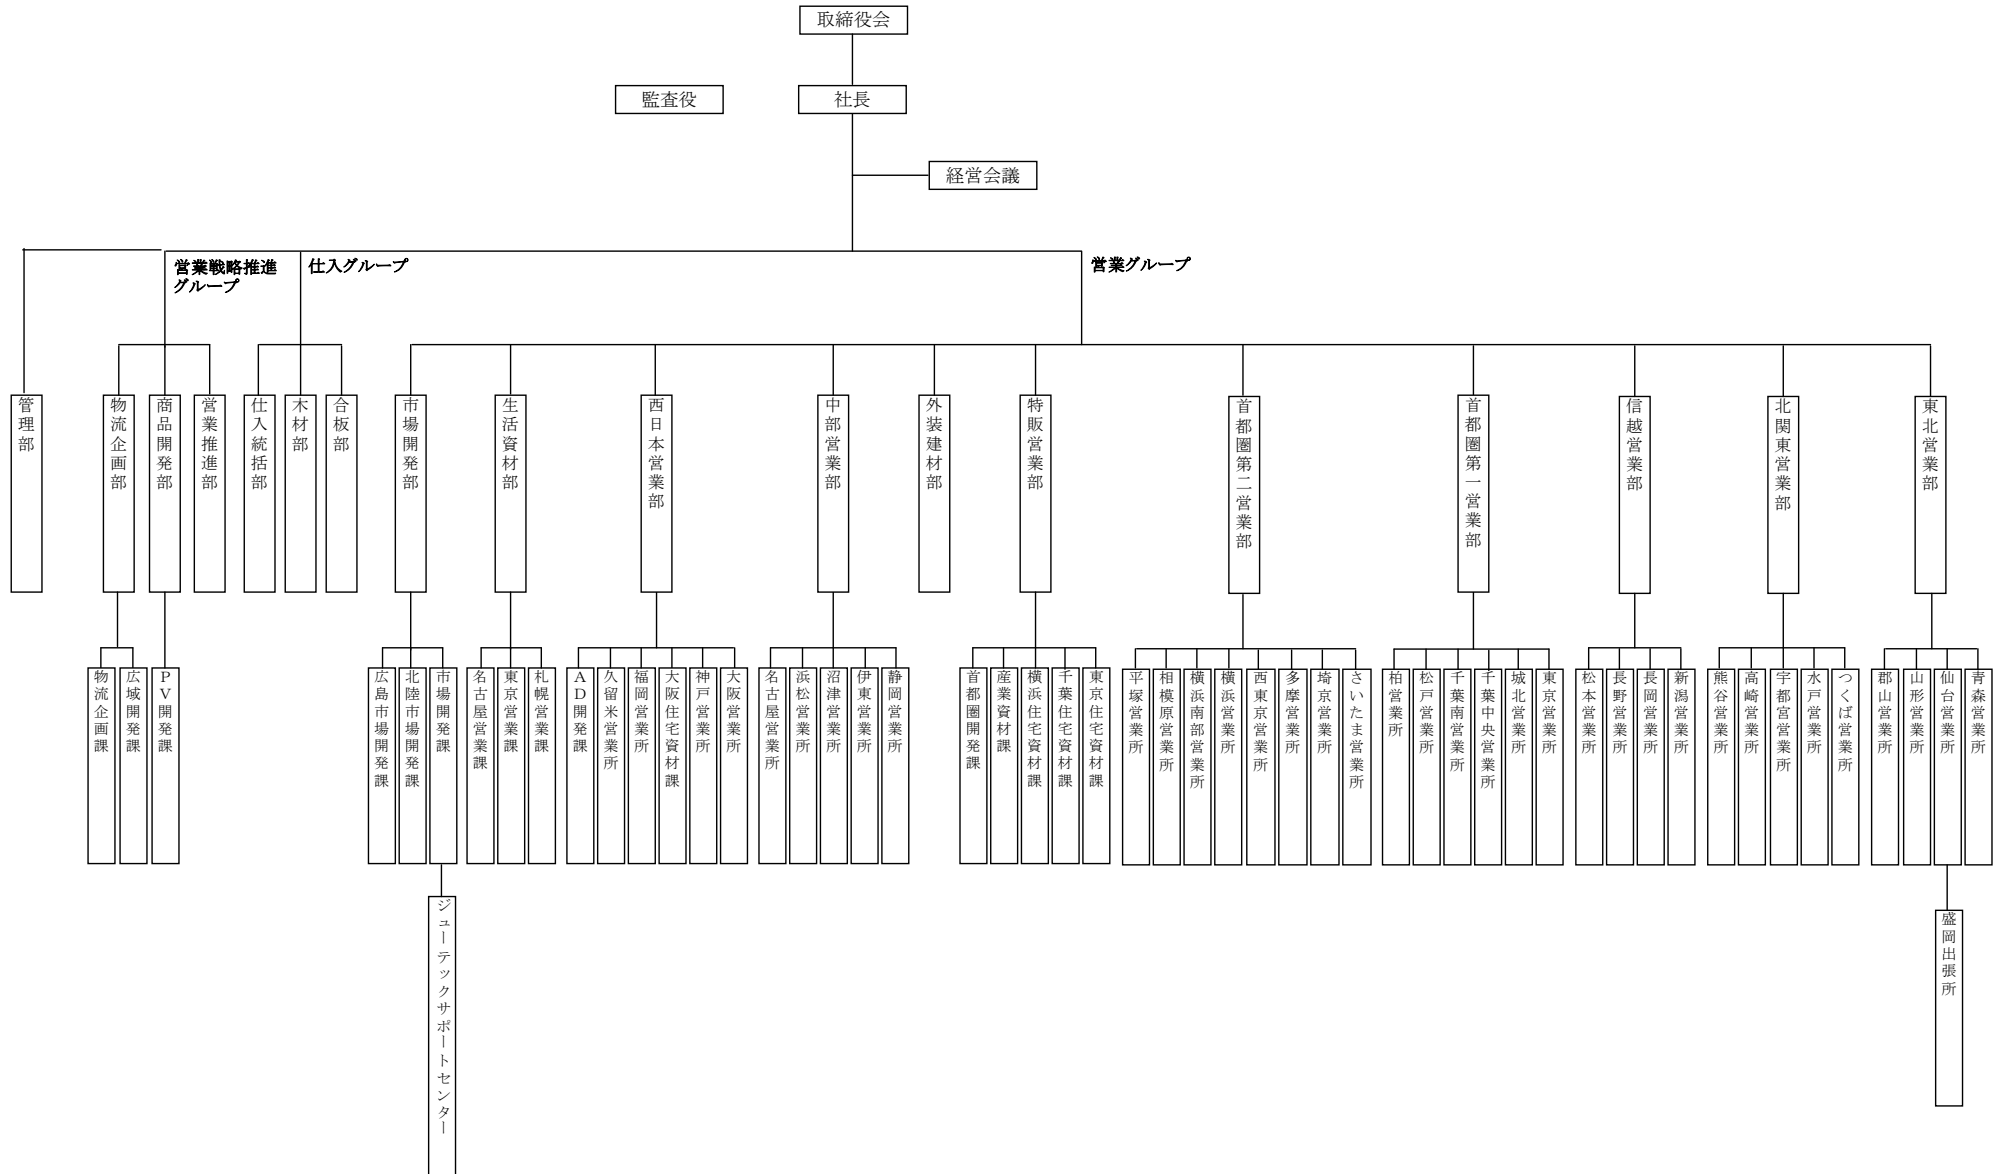 取締役会
監査役
社長
経営会議
営業戦略推進
グループ
仕入グループ
営業グループ
管理部
物流企画部
商品開発部
営業推進部
仕入統括部
木材部
合板部
市場開発部
生活資材部
西日本営業部
中部営業部
外装建材部
特販営業部
首都圏第二営業部
首都圏第一営業部
信越営業部
北関東営業部
東北営業部
物流企画課
広域開発課
PV開発課
広島市場開発課
北陸市場開発課
市場開発課
名古屋営業課
東京営業課
札幌営業課
AD開発課
久留米営業所
福岡営業所
大阪住宅資材課
神戸営業所
大阪営業所
名古屋営業所
浜松営業所
沼津営業所
伊東営業所
静岡営業所
首都圏開発課
産業資材課
横浜住宅資材課
千葉住宅資材課
東京住宅資材課
平塚営業所
相模原営業所
横浜南部営業所
横浜営業所
西東京営業所
多摩営業所
埼京営業所
さいたま営業所
柏営業所
松戸営業所
千葉南営業所
千葉中央営業所
城北営業所
東京営業所
松本営業所
長野営業所
長岡営業所
新潟営業所
熊谷営業所
高崎営業所
宇都宮営業所
水戸営業所
つくば営業所
郡山営業所
山形営業所
仙台営業所
青森営業所
ジューテックサポートセンター
盛岡出張所